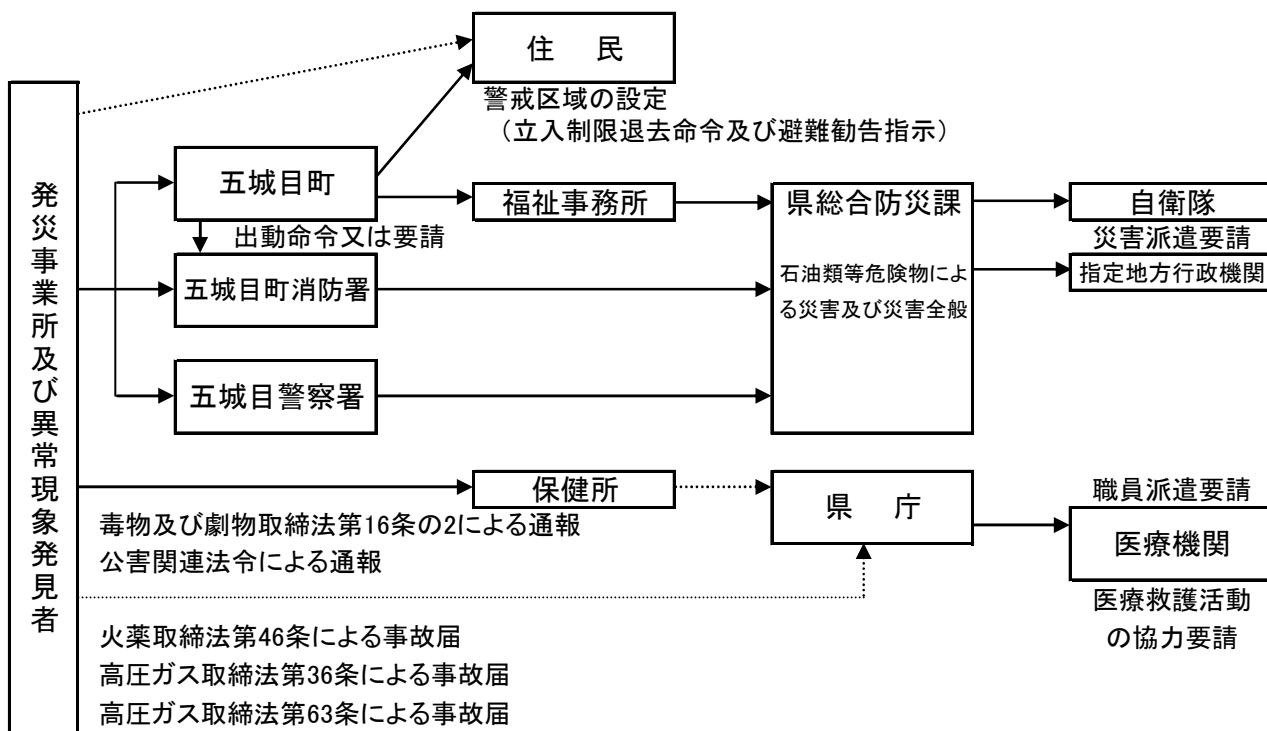 発災事業所及び異常現象発見者
住 民
警戒区域の設定
（立入制限退去命令及び避難勧告指示）
五城目町
出動命令又は要請
五城目町消防署
五城目警察署
福祉事務所
県総合防災課
石油類等危険物によ
る災害及び災害全般
自衛隊
災害派遣要請
指定地方行政機関
保健所
毒物及び劇物取締法第16条の2による通報
公害関連法令による通報
県 庁
職員派遣要請
医療機関
医療救護活動
の協力要請
火薬取締法第46条による事故届
高圧ガス取締法第36条による事故届
高圧ガス取締法第63条による事故届